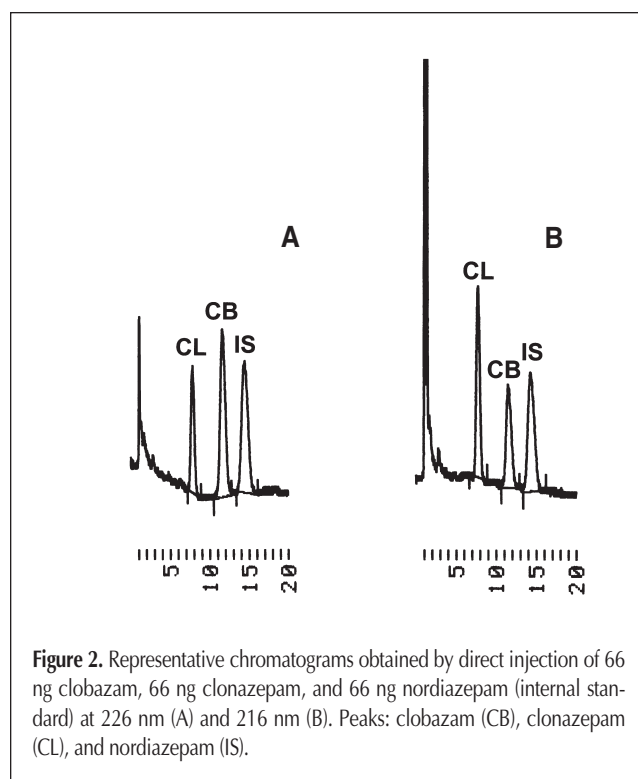 A
B
CL
CB
IS
CL
CB
IS
5 10 15 20
5 10 15 20
Figure 2. Representative chromatograms obtained by direct injection of 66
ng clobazam, 66 ng clonazepam, and 66 ng nordiazepam (internal stan-
dard) at 226 nm (A) and 216 nm (B). Peaks: clobazam (CB), clonazepam
(CL), and nordiazepam (IS).